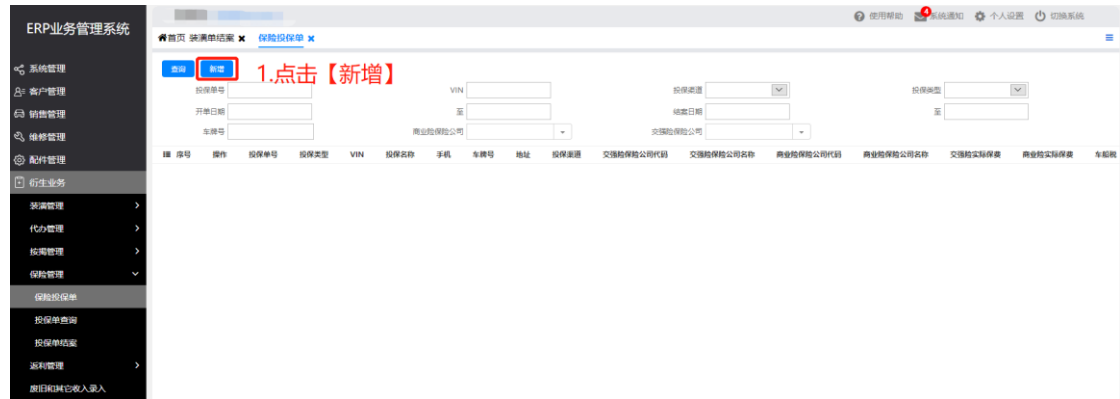 ERP业务管理系统
使用帮助 4 系统通知 个人设置 切换系统
首页 装潢单结案 保险投保单
系统管理
客户管理
销售管理
维修管理
配件管理
衍生业务
装潢管理
代办管理
按揭管理
保险管理
保险投保单
投保单查询
投保单结案
返利管理
废旧和其它收入录入
查询 新增 1.点击【新增】
投保单号 VIN 投保渠道 投保类型
开单日期 至 结案日期 至
车牌号 商业险保险公司 交强险保险公司
序号 操作 投保单号 投保类型 VIN 投保名称 手机 车牌号 地址 投保渠道 交强险保险公司代码 交强险保险公司名称 商业险保险公司代码 商业险保险公司名称 交强险实际保费 商业险实际保费 车船税